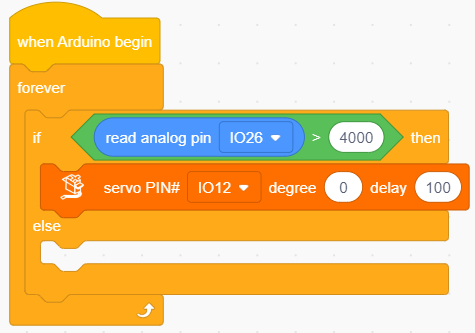 when Arduino begin
forever
if read analog pin IO26 > 4000 then
servo PIN# IO12 degree 0 delay 100
else